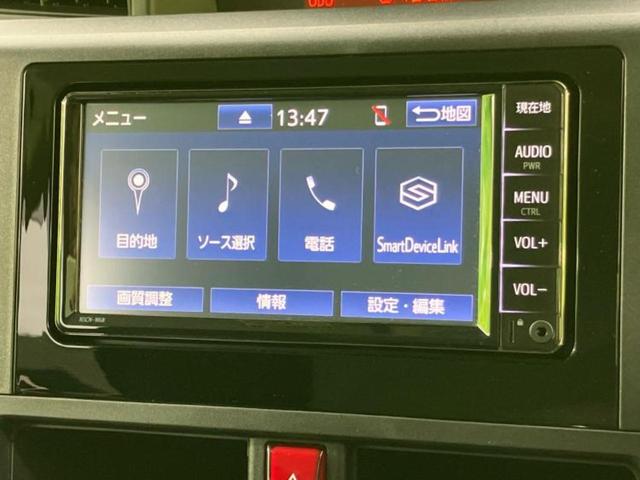 ODO
メニュー
13:47
地図
現在地
目的地
ソース選択
電話
SmartDeviceLink
AUDIO
PWR
MENU
CTRL
VOL+
VOL−
画質調整
情報
設定・編集